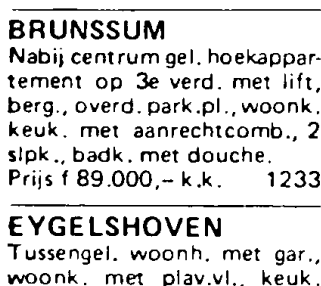 BRUNSSUM
Nabij centrum gel. hoekappar-
tement op 3e verd. met lift,
berg., overd. park.pl., woonk.
keuk. met aanrechtcomb., 2
slpk., badk. met douche.
Prijs f 89.000,– k.k. 1233
EYGELSHOVEN
Tussengel. woonh. met gar.,
woonk. met plav.vl., keuk.